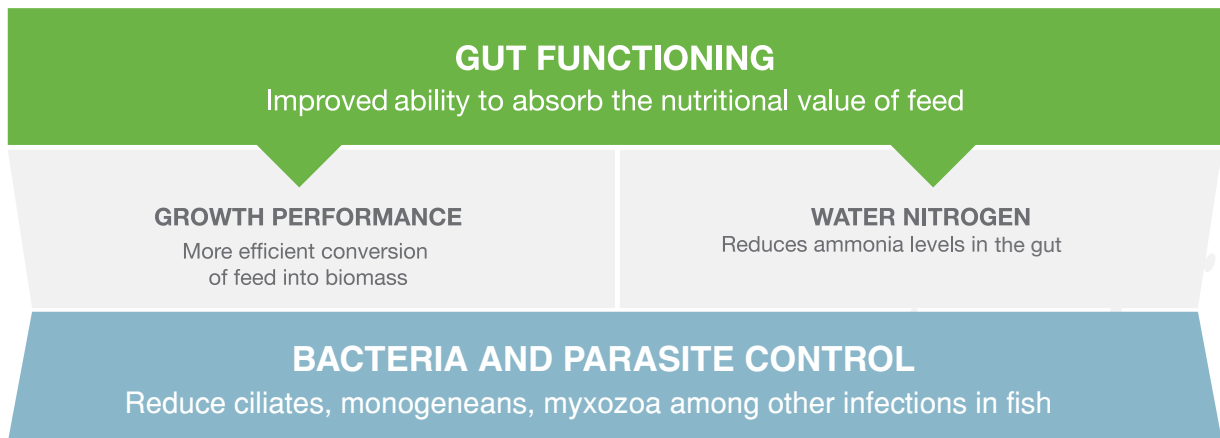 GUT FUNCTIONING
Improved ability to absorb the nutritional value of feed
GROWTH PERFORMANCE
More efficient conversion
of feed into biomass
WATER NITROGEN
Reduces ammonia levels in the gut
BACTERIA AND PARASITE CONTROL
Reduce ciliates, monogeneans, myxozoa among other infections in fish